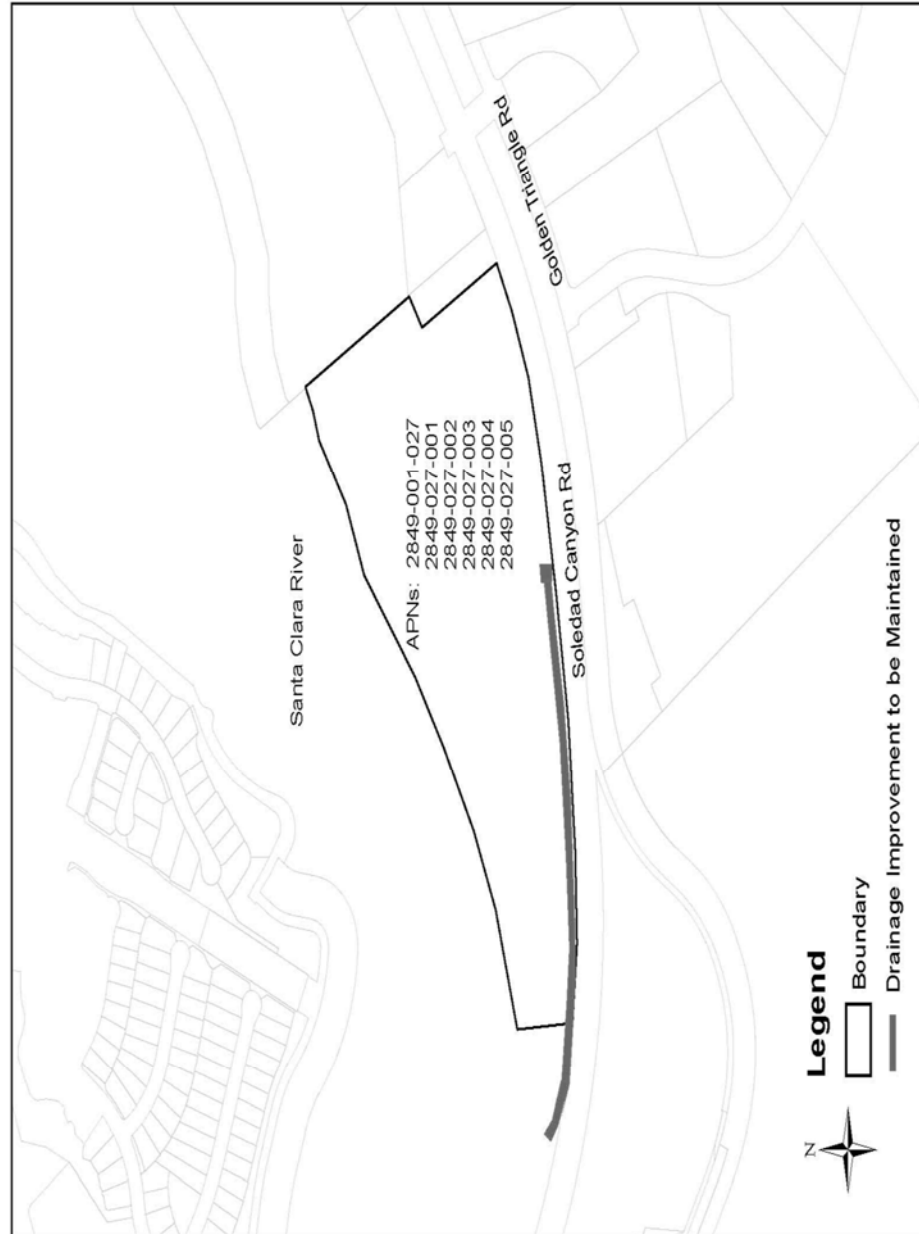 Santa Clara River
APNs: 2849-001-027
2849-027-001
2849-027-002
2849-027-003
2849-027-004
2849-027-005
Golden Triangle Rd
Soledad Canyon Rd
N
Legend
Boundary
Drainage Improvement to be Maintained